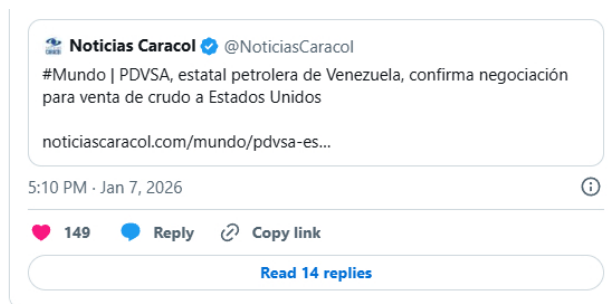 Noticias Caracol @NoticiasCaracol
#Mundo | PDVSA, estatal petrolera de Venezuela, confirma negociación
para venta de crudo a Estados Unidos
noticiascaracol.com/mundo/pdvsa-es...
5:10 PM · Jan 7, 2026
149 Reply Copy link
Read 14 replies